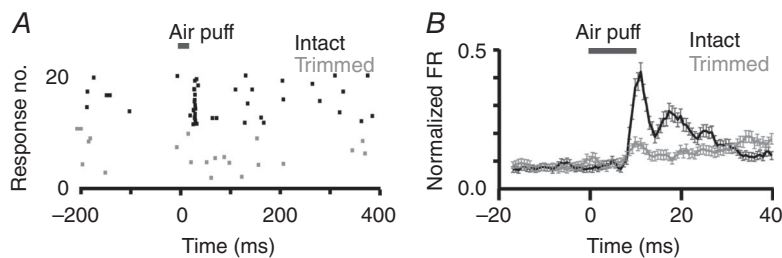 A
Air puff
Intact
Trimmed
Response no.
20
0
–200 0 200 400
Time (ms)
B
Air puff
Intact
Trimmed
Normalized FR
0.5
0.0
–20 0 20 40
Time (ms)